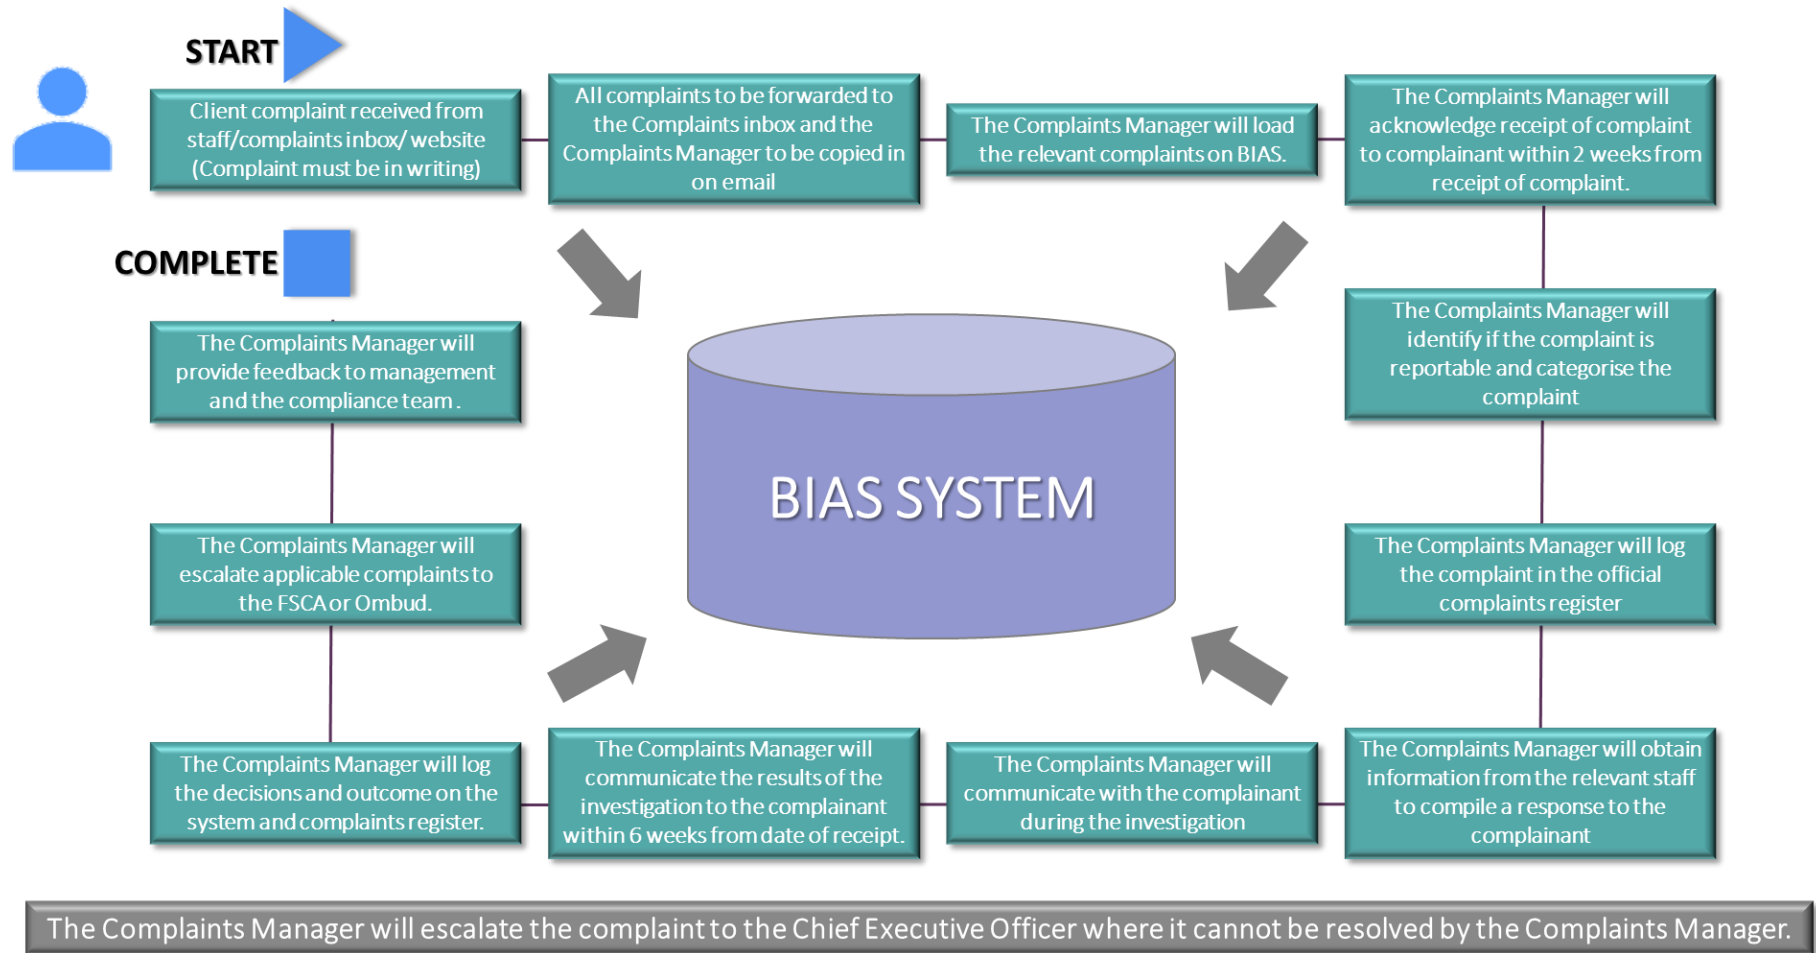 START
Client complaint received from
staff/complaints inbox/ website
(Complaint must be in writing)
All complaints to be forwarded to
the Complaints inbox and the
Complaints Manager to be copied in
on email
The Complaints Manager will load
the relevant complaints on BIAS.
The Complaints Manager will
acknowledge receipt of complaint
to complainant within 2 weeks from
receipt of complaint.
The Complaints Manager will
identify if the complaint is
reportable and categorise the
complaint
The Complaints Manager will log
the complaint in the official
complaints register
The Complaints Manager will obtain
information from the relevant staff
to compile a response to the
complainant
The Complaints Manager will
communicate with the complainant
during the investigation
The Complaints Manager will
communicate the results of the
investigation to the complainant
within 6 weeks from date of receipt.
The Complaints Manager will log
the decisions and outcome on the
system and complaints register.
The Complaints Manager will
escalate applicable complaints to
the FSCA or Ombud.
The Complaints Manager will
provide feedback to management
and the compliance team .
COMPLETE
BIAS SYSTEM
The Complaints Manager will escalate the complaint to the Chief Executive Officer where it cannot be resolved by the Complaints Manager.